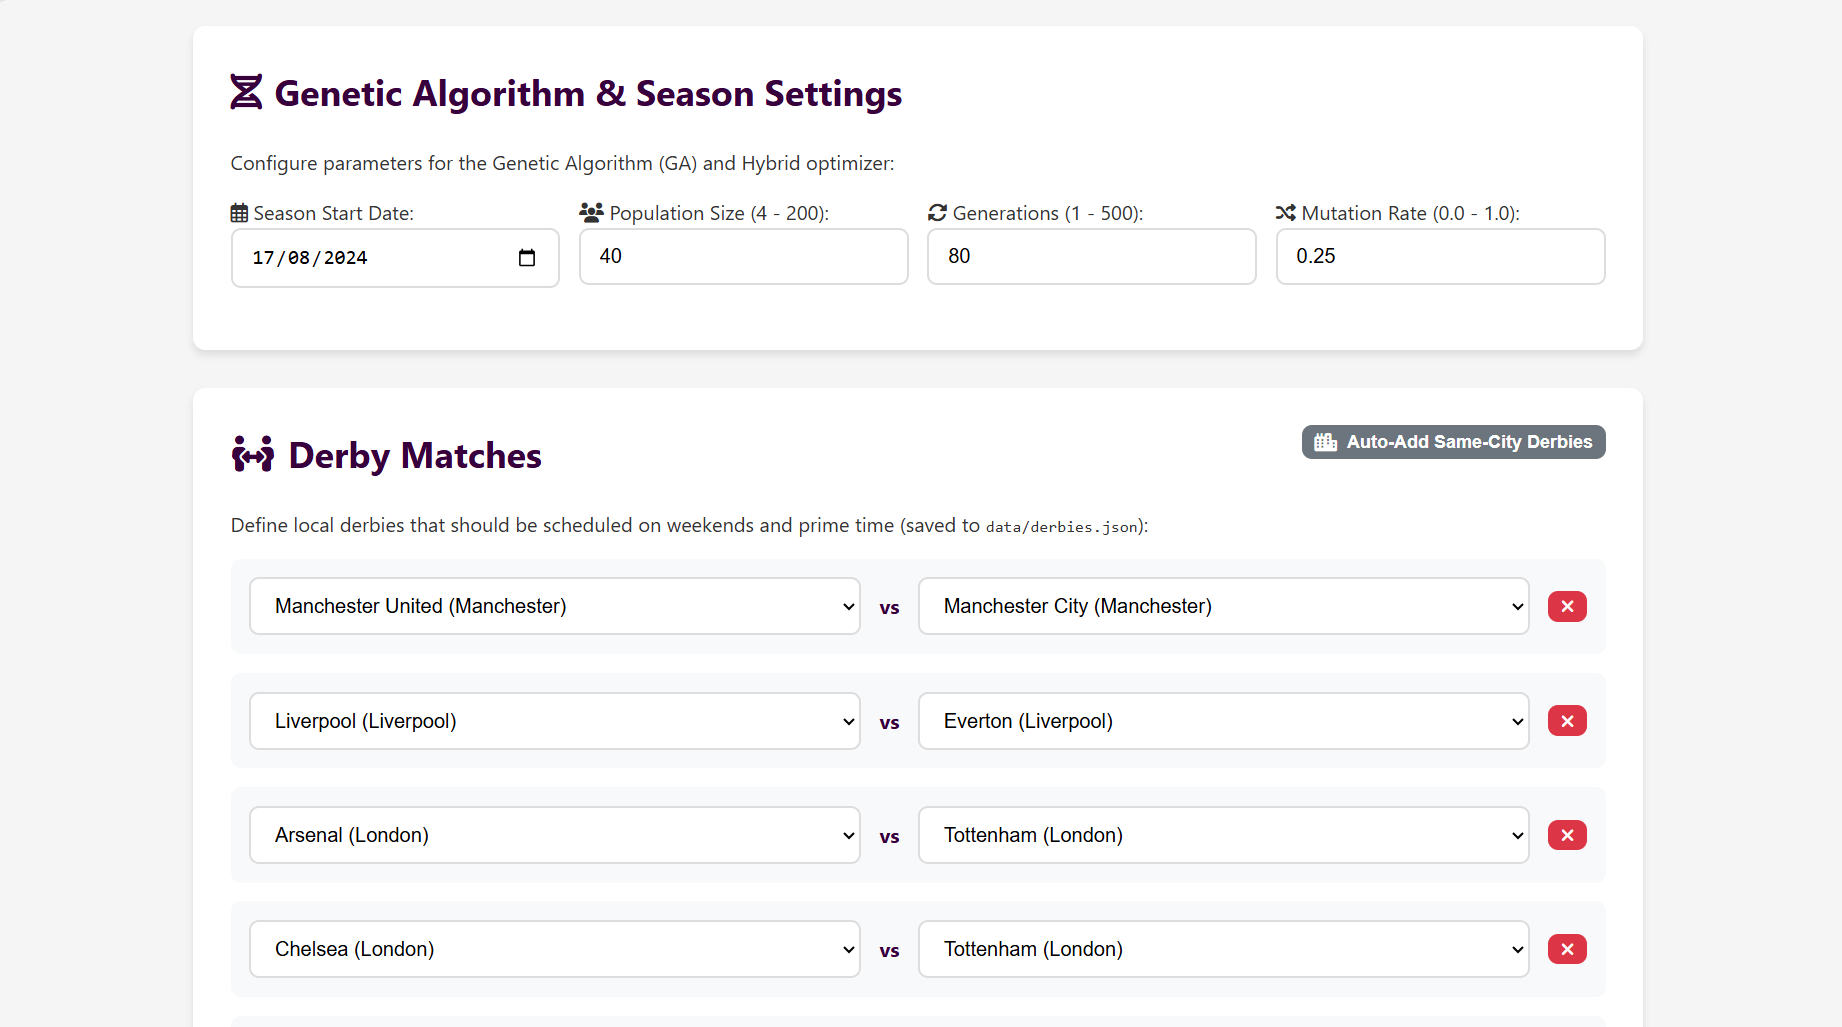 Genetic Algorithm & Season Settings
Configure parameters for the Genetic Algorithm (GA) and Hybrid optimizer:
Season Start Date:
17/08/2024
Population Size (4 - 200):
40
Generations (1 - 500):
80
Mutation Rate (0.0 - 1.0):
0.25
Derby Matches
Auto-Add Same-City Derbies
Define local derbies that should be scheduled on weekends and prime time (saved to data/derbies.json):
Manchester United (Manchester) vs Manchester City (Manchester)
Liverpool (Liverpool) vs Everton (Liverpool)
Arsenal (London) vs Tottenham (London)
Chelsea (London) vs Tottenham (London)